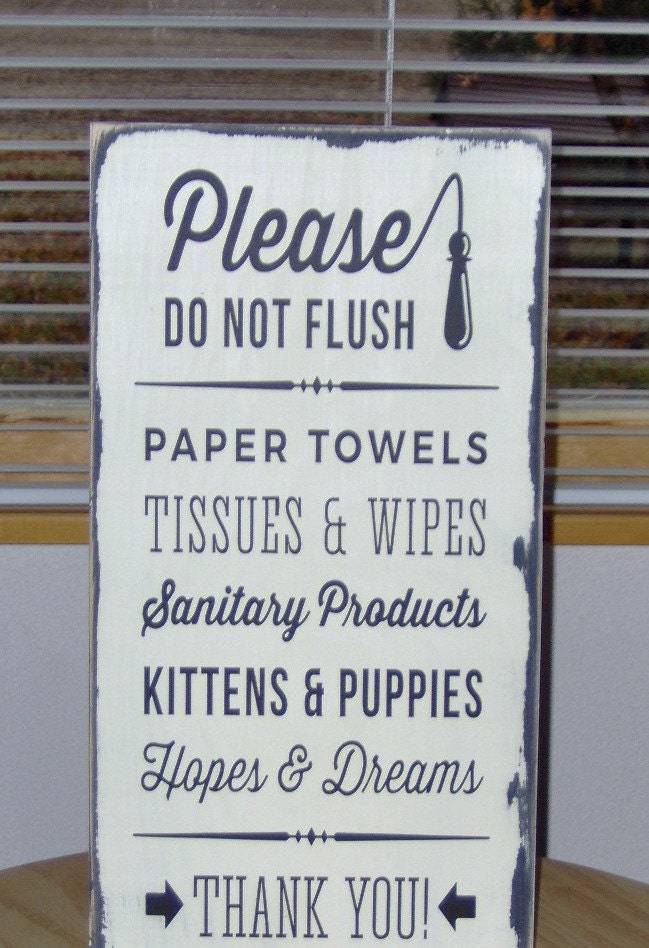 Please
DO NOT FLUSH
PAPER TOWELS
TISSUES & WIPES
Sanitary Products
KITTENS & PUPPIES
Hopes & Dreams
THANK YOU!